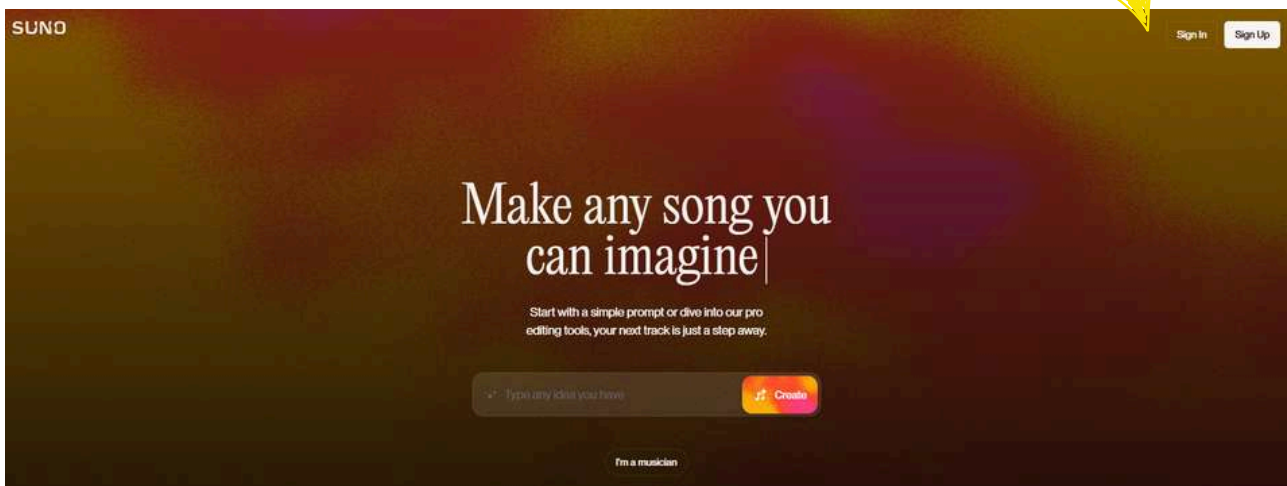 SUNO
Sign In
Sign Up
Make any song you
can imagine
Start with a simple prompt or dive into our pro
editing tools, your next track is just a step away.
Type any idea you have
Create
I'm a musician